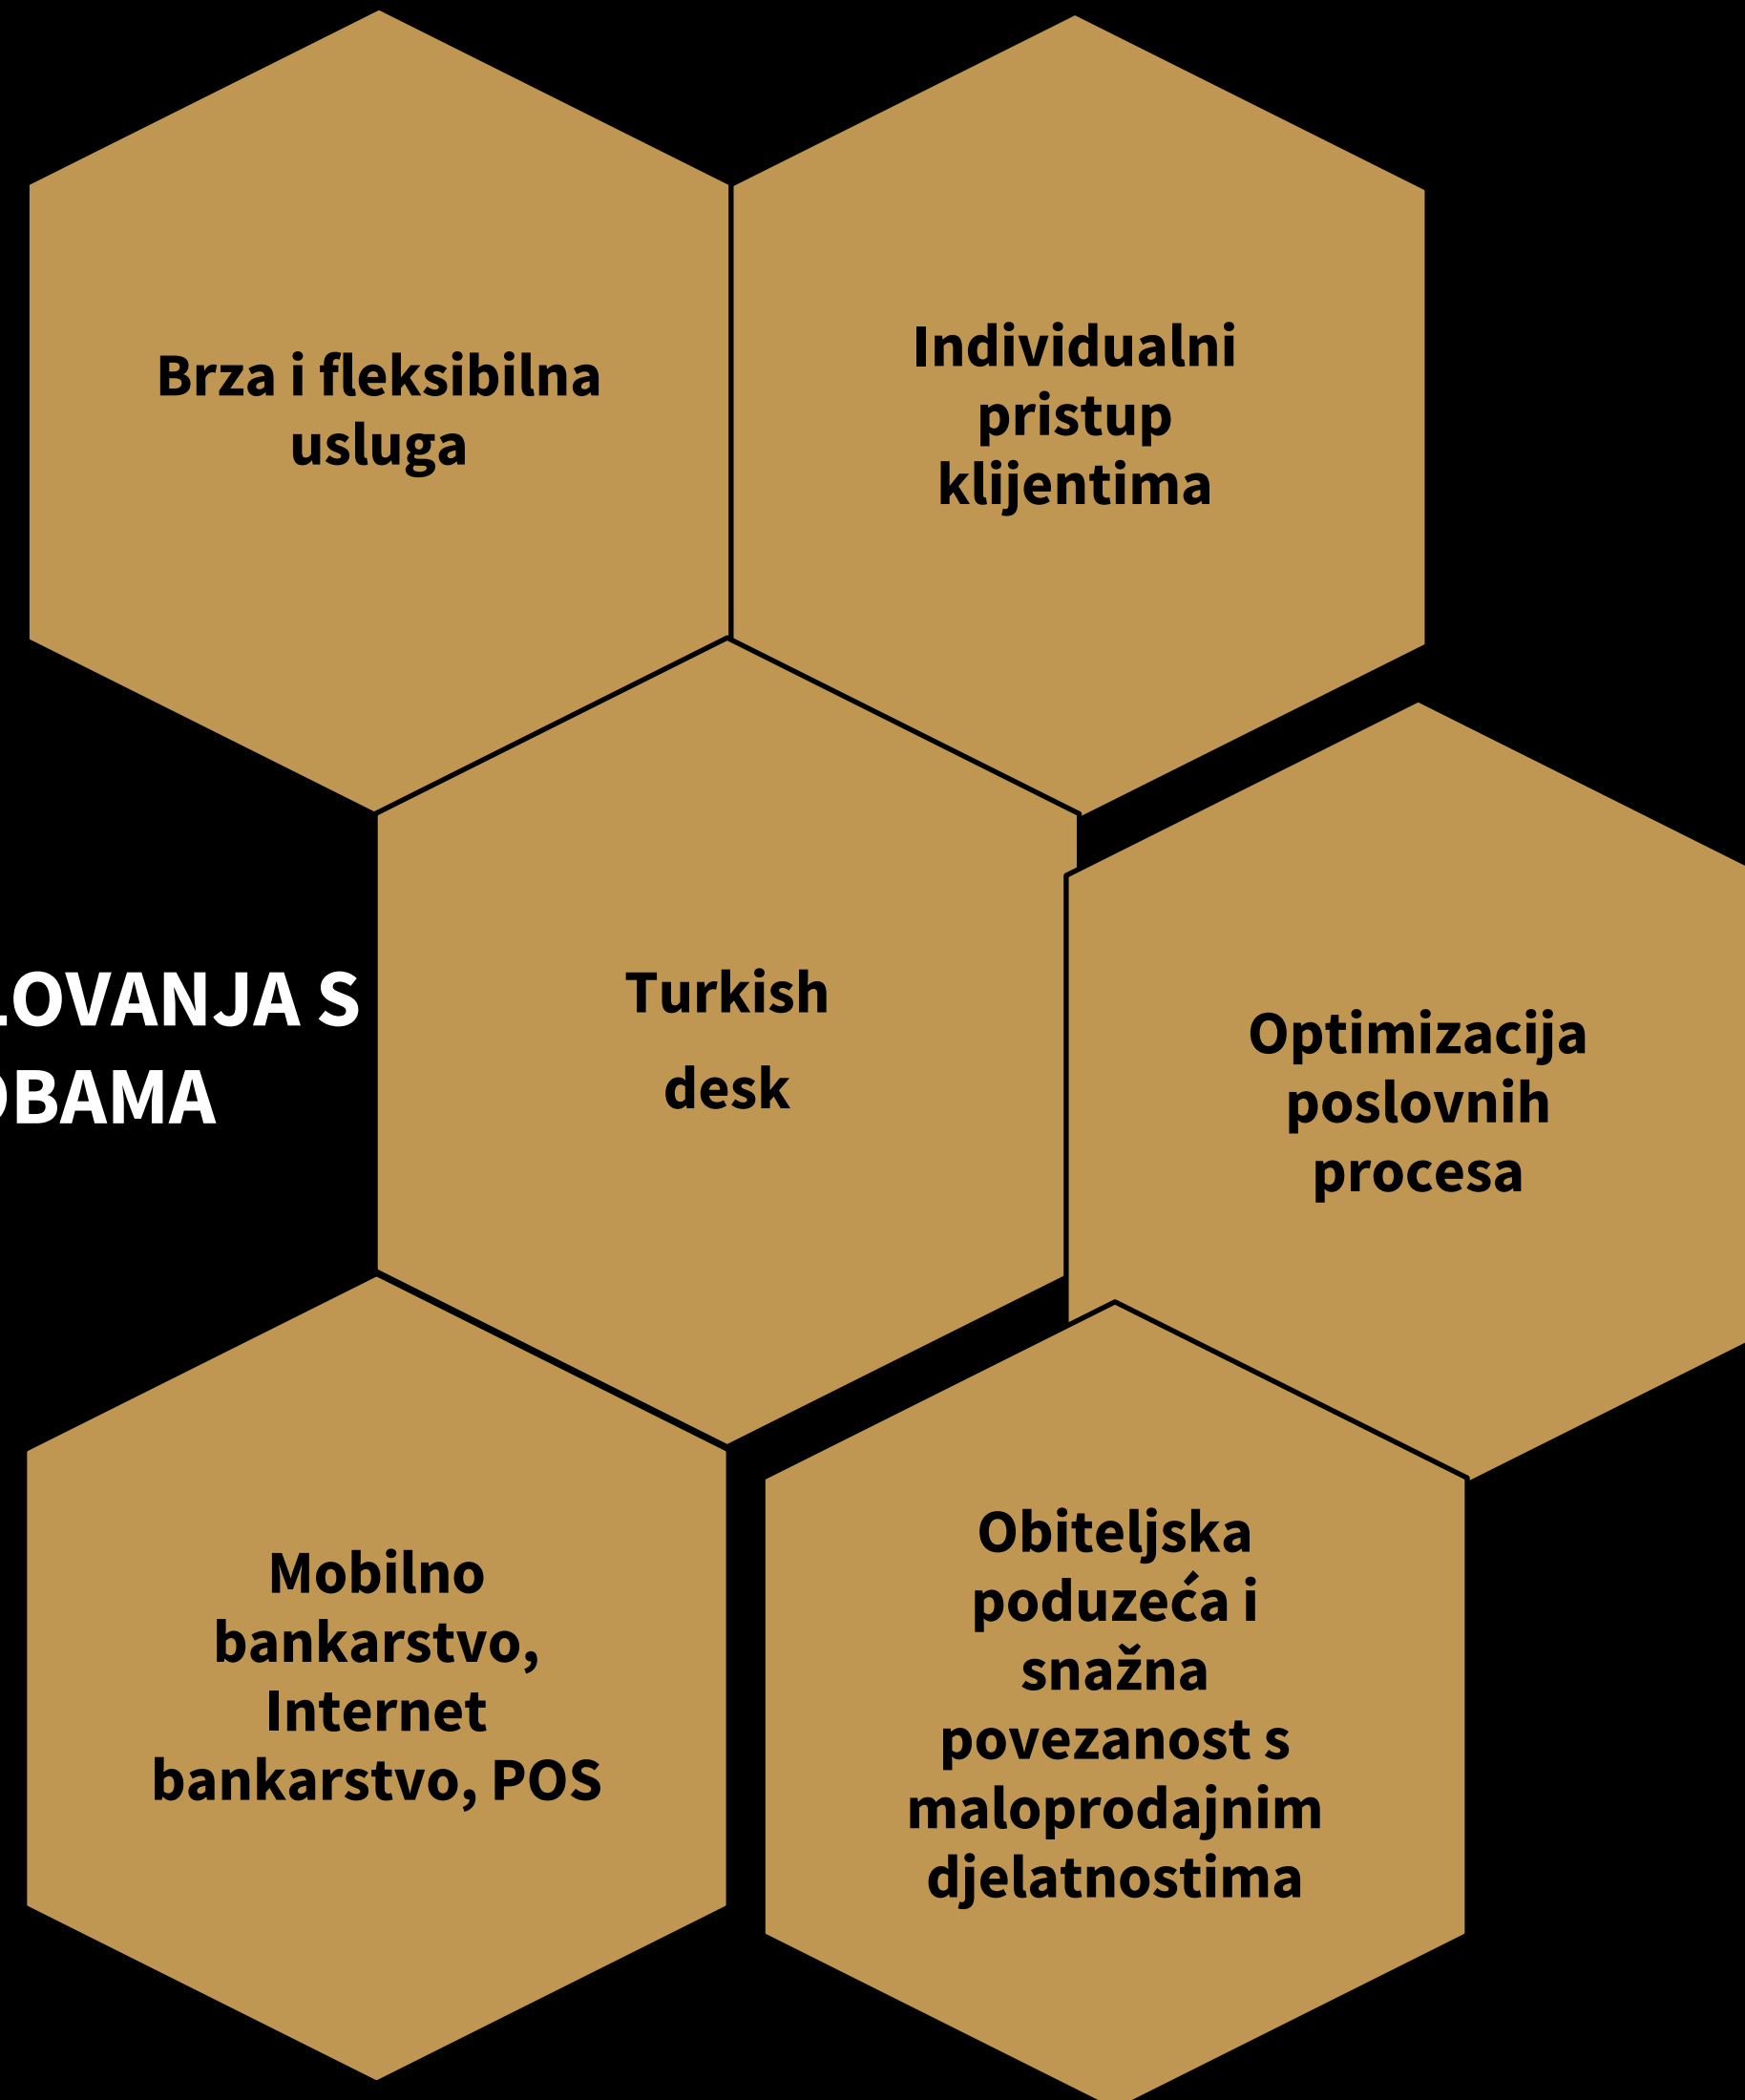 Brza i fleksibilna
usluga
Individualni
pristup
klijentima
LOVANJA S
OBAMA
Turkish
desk
Optimizacija
poslovnih
procesa
Mobilno
bankarstvo,
Internet
bankarstvo, POS
Obiteljska
poduzeća i
snažna
povezanost s
maloprodajnim
djelatnostima